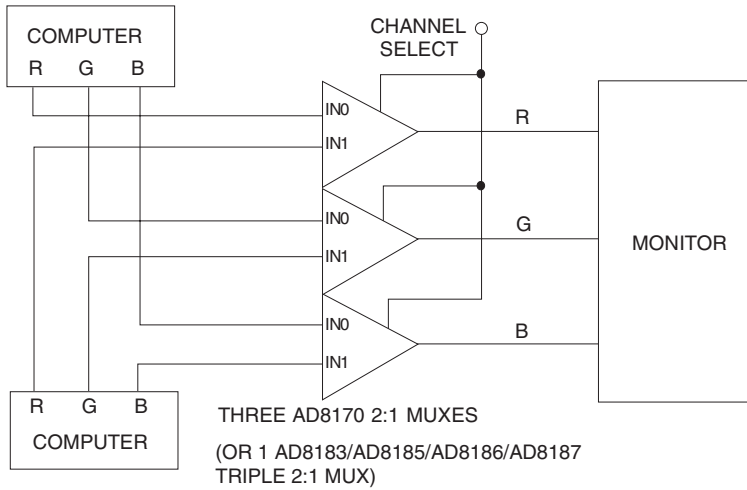 COMPUTER
R G B
CHANNEL
SELECT
IN0
IN1
R
IN0
IN1
G
MONITOR
IN0
IN1
B
R G B
COMPUTER
THREE AD8170 2:1 MUXES
(OR 1 AD8183/AD8185/AD8186/AD8187
TRIPLE 2:1 MUX)